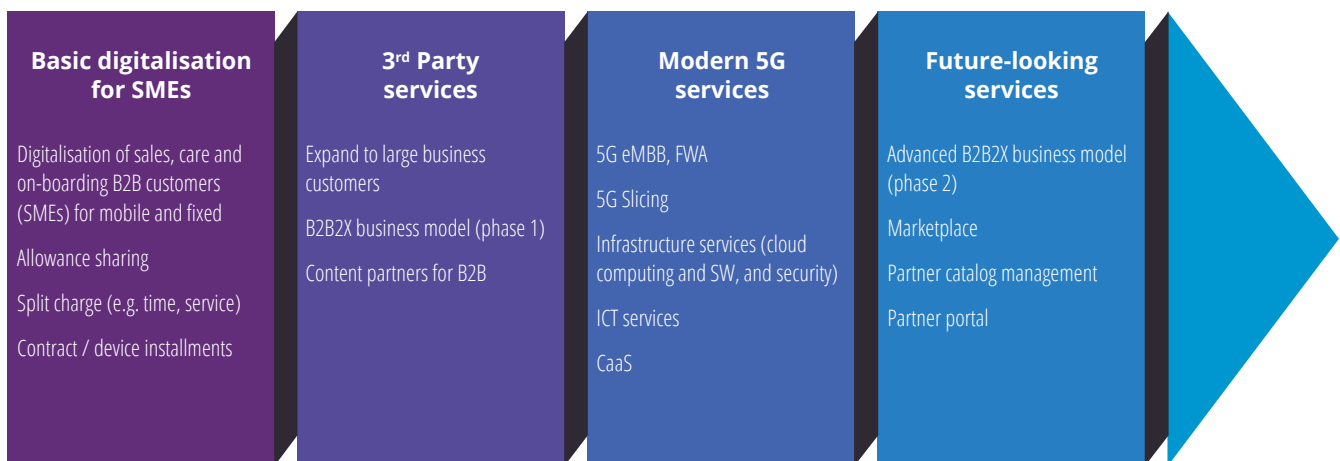 Basic digitalisation
for SMEs
Digitalisation of sales, care and
on-boarding B2B customers
(SMEs) for mobile and fixed
Allowance sharing
Split charge (e.g. time, service)
Contract / device installments
3rd Party
services
Expand to large business
customers
B2B2X business model (phase 1)
Content partners for B2B
Modern 5G
services
5G eMBB, FWA
5G Slicing
Infrastructure services (cloud
computing and SW, and security)
ICT services
CaaS
Future-looking
services
Advanced B2B2X business model
(phase 2)
Marketplace
Partner catalog management
Partner portal